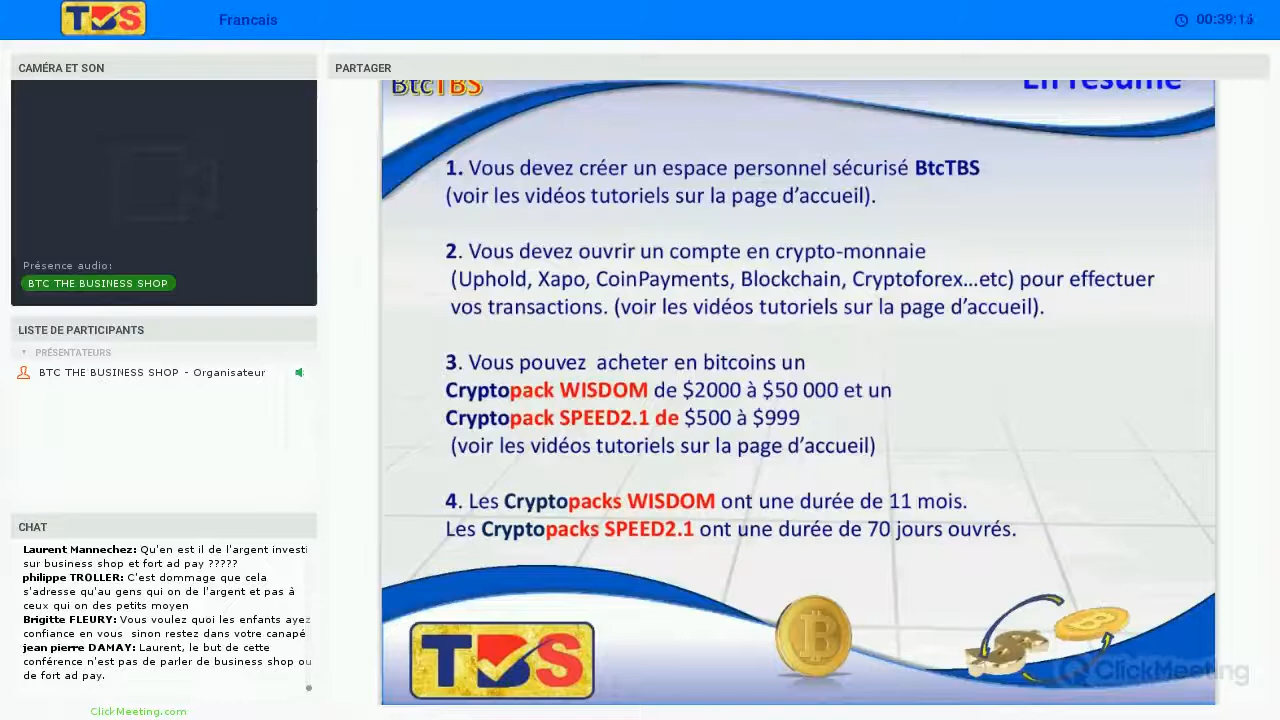 TBS
Francais
00:39:15
CAMÉRA ET SON
PARTAGER
Présence audio:
BTC THE BUSINESS SHOP
LISTE DE PARTICIPANTS
PRÉSENTATEURS
BTC THE BUSINESS SHOP - Organisateur
CHAT
Laurent Mannechez: Qu'en est il de l'argent investi
sur business shop et fort ad pay ?????
philippe TROLLER: C'est dommage que cela
s'adresse qu'au gens qui on de l'argent et pas à
ceux qui on des petits moyen
Brigitte FLEURY: Vous voulez quoi les enfants ayez
confiance en vous sinon restez dans votre canapé
jean pierre DAMAY: Laurent, le but de cette
conférence n'est pas de parler de business shop ou
de fort ad pay.
ClickMeeting.com
BtcTBS
En résumé
1. Vous devez créer un espace personnel sécurisé BtcTBS
(voir les vidéos tutoriels sur la page d’accueil).
2. Vous devez ouvrir un compte en crypto-monnaie
(Uphold, Xapo, CoinPayments, Blockchain, Cryptoforex…etc) pour effectuer
vos transactions. (voir les vidéos tutoriels sur la page d’accueil).
3. Vous pouvez acheter en bitcoins un
Cryptopack WISDOM de $2000 à $50 000 et un
Cryptopack SPEED2.1 de $500 à $999
(voir les vidéos tutoriels sur la page d’accueil)
4. Les Cryptopacks WISDOM ont une durée de 11 mois.
Les Cryptopacks SPEED2.1 ont une durée de 70 jours ouvrés.
TBS
ClickMeeting